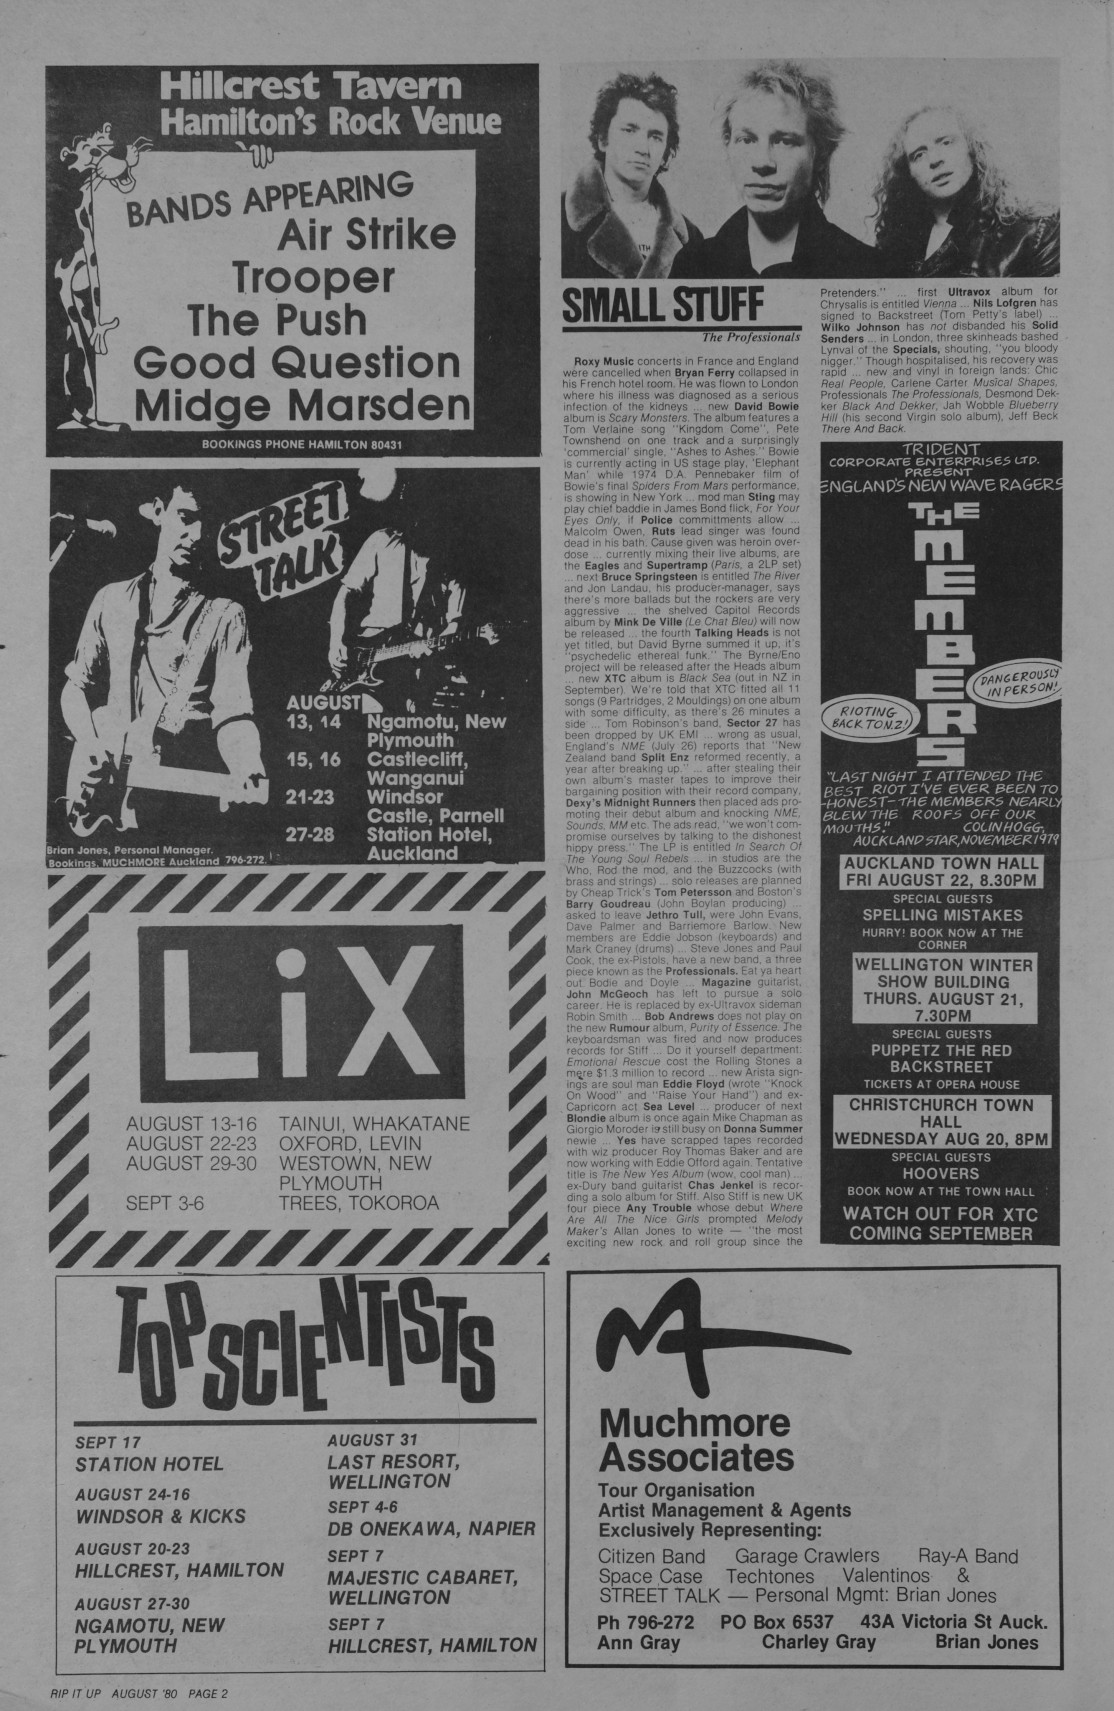 Hillcrest Tavern
Hamilton's Rock Venue
BANDS APPEARING
Air Strike
Trooper
The Push
Good Question
Midge Marsden
BOOKINGS PHONE HAMILTON 80431
STREET
TALK
AUGUST
13, 14 Ngamotu, New
Plymouth
15, 16 Castlecliff,
Wanganui
21-23 Windsor
Castle, Parnell
27-28 Station Hotel,
Auckland
Brian Jones, Personal Manager.
Bookings, MUCHMORE Auckland 796-272.
LiX
AUGUST 13-16 TAINUI, WHAKATANE
AUGUST 22-23 OXFORD, LEVIN
AUGUST 29-30 WESTOWN, NEW
PLYMOUTH
SEPT 3-6 TREES, TOKOROA
TOP SCIENTISTS
SEPT 17
STATION HOTEL
AUGUST 24-16
WINDSOR & KICKS
AUGUST 20-23
HILLCREST, HAMILTON
AUGUST 27-30
NGAMOTU, NEW
PLYMOUTH
AUGUST 31
LAST RESORT,
WELLINGTON
SEPT 4-6
DB ONEKAWA, NAPIER
SEPT 7
MAJESTIC CABARET,
WELLINGTON
SEPT 7
HILLCREST, HAMILTON
SMALL STUFF
The Professionals
Roxy Music concerts in France and England
were cancelled when Bryan Ferry collapsed in
his French hotel room. He was flown to London
where his illness was diagnosed as a serious
infection of the kidneys ... new David Bowie
album is Scary Monsters. The album features a
Tom Verlaine song "Kingdom Come", Pete
Townshend on one track and a surprisingly
'commercial' single, "Ashes to Ashes." Bowie
is currently acting in US stage play, 'Elephant
Man' while 1974 D.A. Pennebaker film of
Bowie's final Spiders From Mars performance,
is showing in New York ... mod man Sting may
play chief baddie in James Bond flick, For Your
Eyes Only, if Police committments allow ...
Malcolm Owen, Ruts lead singer was found
dead in his bath. Cause given was heroin over-
dose ... currently mixing their live albums, are
the Eagles and Supertramp (Paris, a 2LP set)
... next Bruce Springsteen is entitled The River
and Jon Landau, his producer-manager, says
there's more ballads but the rockers are very
aggressive ... the shelved Capitol Records
album by Mink De Ville (Le Chat Bleu) will now
be released ... the fourth Talking Heads is not
yet titled, but David Byrne summed it up, it's
"psychedelic ethereal funk." The Byrne/Eno
project will be released after the Heads album
... new XTC album is Black Sea (out in NZ in
September). We're told that XTC fitted all 11
songs (9 Partridges, 2 Mouldings) on one album
with some difficulty, as there's 26 minutes a
side ... Tom Robinson's band, Sector 27 has
been dropped by UK EMI ... wrong as usual,
England's NME (July 26) reports that "New
Zealand band Split Enz reformed recently, a
year after breaking up." ... after stealing their
own album's master tapes to improve their
bargaining position with their record company,
Dexy's Midnight Runners then placed ads pro-
moting their debut album and knocking NME,
Sounds, MM etc. The ads read, "we won't com-
promise ourselves by talking to the dishonest
hippy press." The LP is entitled In Search Of
The Young Soul Rebels ... in studios are the
Who, Rod the mod, and the Buzzcocks (with
brass and strings) ... solo releases are planned
by Cheap Trick's Tom Petersson and Boston's
Barry Goudreau (John Boylan producing) ...
asked to leave Jethro Tull, were John Evans,
Dave Palmer and Barriemore Barlow. New
members are Eddie Jobson (keyboards) and
Mark Craney (drums) ... Steve Jones and Paul
Cook, the ex-Pistols, have a new band, a three
piece known as the Professionals. Eat ya heart
out Bodie and Doyle ... Magazine guitarist,
John McGeoch has left to pursue a solo
career. He is replaced by ex-Ultravox sideman
Robin Smith ... Bob Andrews does not play on
the new Rumour album, Purity of Essence. The
keyboardsman was fired and now produces
records for Stiff ... Do it yourself department:
Emotional Rescue cost the Rolling Stones a
mere $1.3 million to record ... new Arista sign-
ings are soul man Eddie Floyd (wrote "Knock
On Wood" and "Raise Your Hand") and ex-
Capricorn act Sea Level ... producer of next
Blondie album is once again Mike Chapman as
Giorgio Moroder is still busy on Donna Summer
newie ... Yes have scrapped tapes recorded
with wiz producer Roy Thomas Baker and are
now working with Eddie Offord again. Tentative
title is The New Yes Album (wow, cool man) ...
ex-Dury band guitarist Chas Jenkel is recor-
ding a solo album for Stiff. Also Stiff is new UK
four piece Any Trouble whose debut Where
Are All The Nice Girls prompted Melody
Maker's Allan Jones to write — "the most
exciting new rock and roll group since the
Pretenders." ... first Ultravox album for
Chrysalis is entitled Vienna ... Nils Lofgren has
signed to Backstreet (Tom Petty's label) ...
Wilko Johnson has not disbanded his Solid
Senders ... in London, three skinheads bashed
Lynval of the Specials, shouting, "you bloody
nigger." Though hospitalised, his recovery was
rapid ... new and vinyl in foreign lands: Chic
Real People, Carlene Carter Musical Shapes,
Professionals The Professionals, Desmond Dek-
ker Black And Dekker, Jah Wobble Blueberry
Hill (his second Virgin solo album), Jeff Beck
There And Back.
TRIDENT
CORPORATE ENTERPRISES LTD.
PRESENT
ENGLAND'S NEW WAVE RAGERS
THE
MEMBERS
DANGEROUSLY
IN PERSON!
RIOTING
BACK TO N.Z!
"LAST NIGHT I ATTENDED THE
BEST RIOT I'VE EVER BEEN TO
-HONEST-THE MEMBERS NEARLY
BLEW THE ROOFS OFF OUR
MOUTHS." COLIN HOGG,
AUCKLAND STAR, NOVEMBER 1979
AUCKLAND TOWN HALL
FRI AUGUST 22, 8.30PM
SPECIAL GUESTS
SPELLING MISTAKES
HURRY! BOOK NOW AT THE
CORNER
WELLINGTON WINTER
SHOW BUILDING
THURS. AUGUST 21,
7.30PM
SPECIAL GUESTS
PUPPETZ THE RED
BACKSTREET
TICKETS AT OPERA HOUSE
CHRISTCHURCH TOWN
HALL
WEDNESDAY AUG 20, 8PM
SPECIAL GUESTS
HOOVERS
BOOK NOW AT THE TOWN HALL
WATCH OUT FOR XTC
COMING SEPTEMBER
Muchmore
Associates
Tour Organisation
Artist Management & Agents
Exclusively Representing:
Citizen Band Garage Crawlers Ray-A Band
Space Case Techtones Valentinos &
STREET TALK — Personal Mgmt: Brian Jones
Ph 796-272 PO Box 6537 43A Victoria St Auck.
Ann Gray Charley Gray Brian Jones
RIP IT UP AUGUST '80 PAGE 2